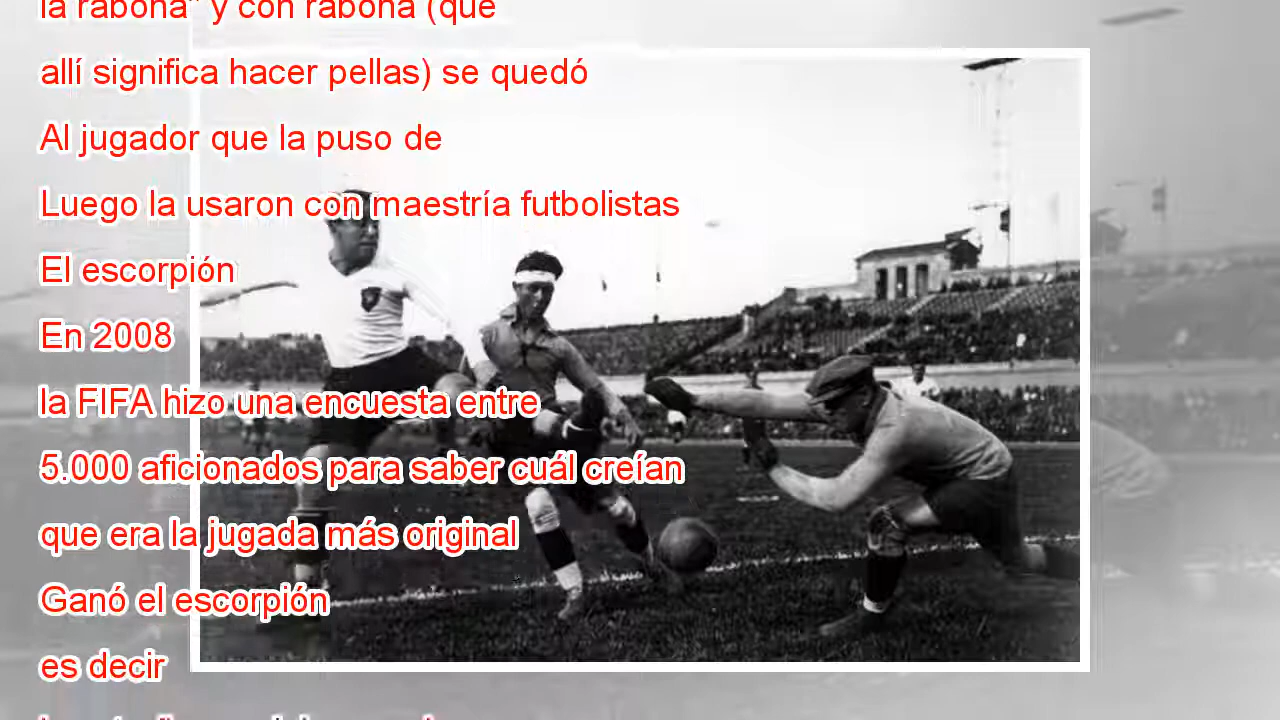 la rabona" y con rabona (que
allí significa hacer pellas) se quedó
Al jugador que la puso de
Luego la usaron con maestría futbolistas
El escorpión
En 2008
la FIFA hizo una encuesta entre
5.000 aficionados para saber cuál creían
que era la jugada más original
Ganó el escorpión
es decir